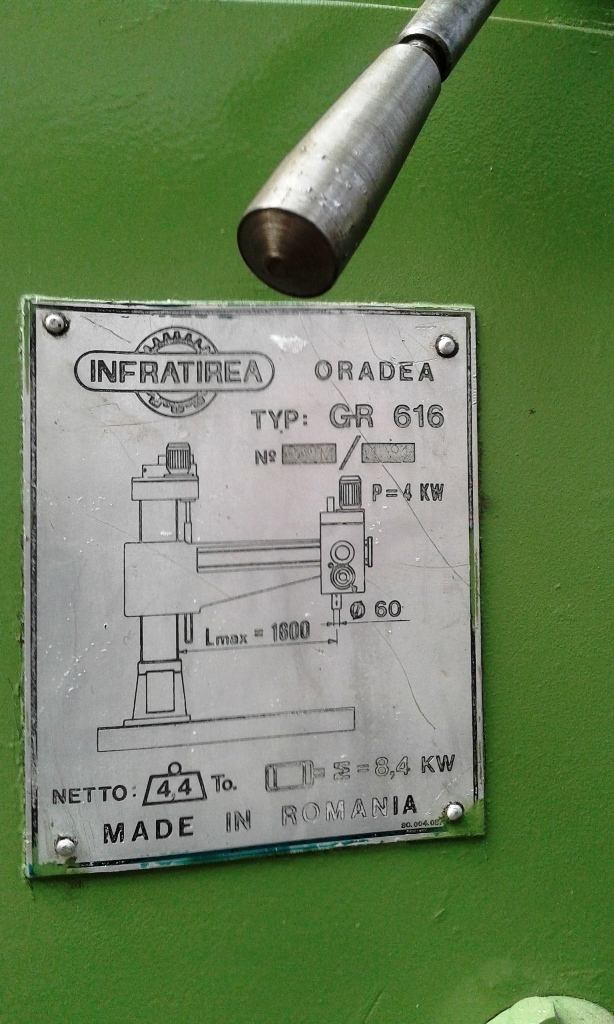 INFRATIREA ORADEA
TYP: GR 616
Nº /
P=4 KW
Ø 60
Lmax = 1600
NETTO: 4,4 To. = Σ = 8,4 KW
MADE IN ROMANIA